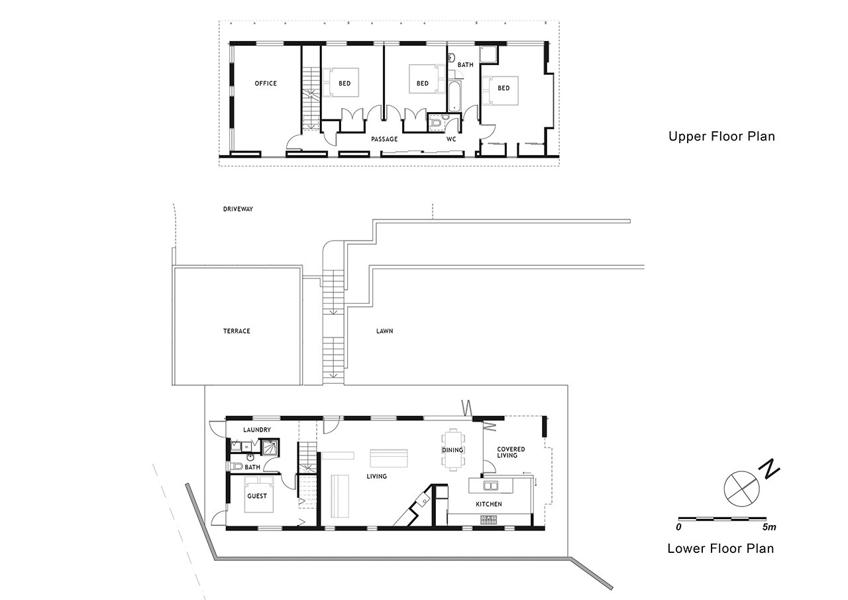 OFFICE
BED
BED
BATH
BED
PASSAGE
WC
Upper Floor Plan
DRIVEWAY
TERRACE
LAWN
LAUNDRY
BATH
GUEST
LIVING
DINING
COVERED
LIVING
KITCHEN
N
0 5m
Lower Floor Plan